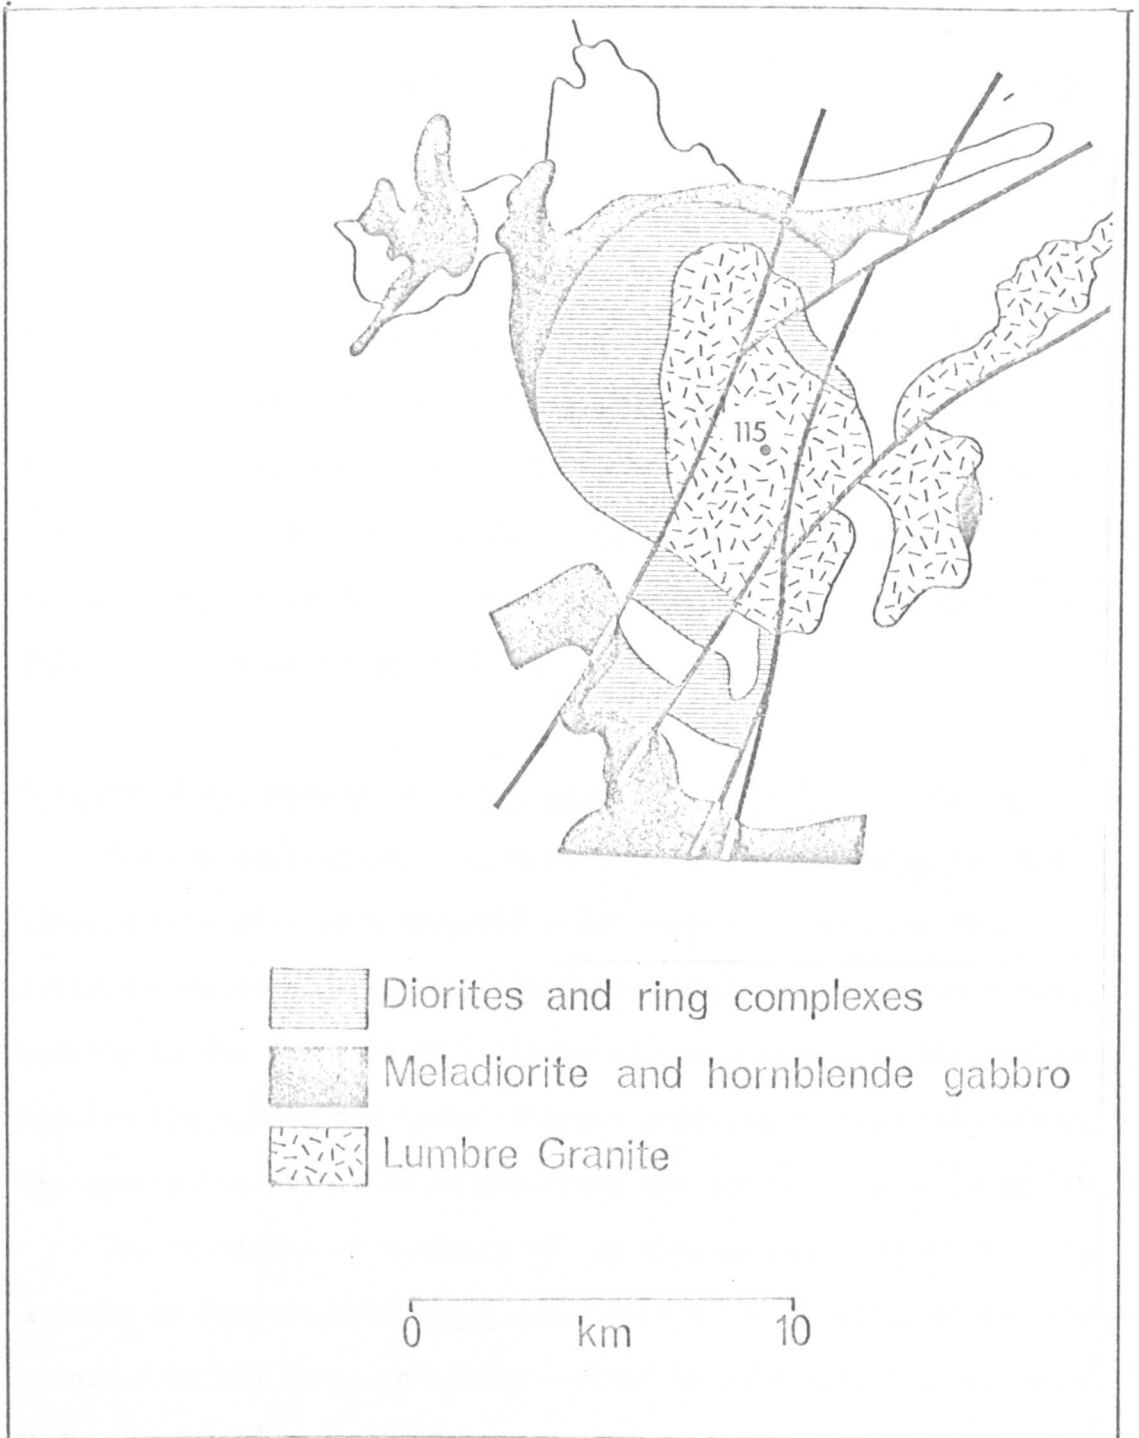 115
Diorites and ring complexes
Meladiorite and hornblende gabbro
Lumbre Granite
0 km 10